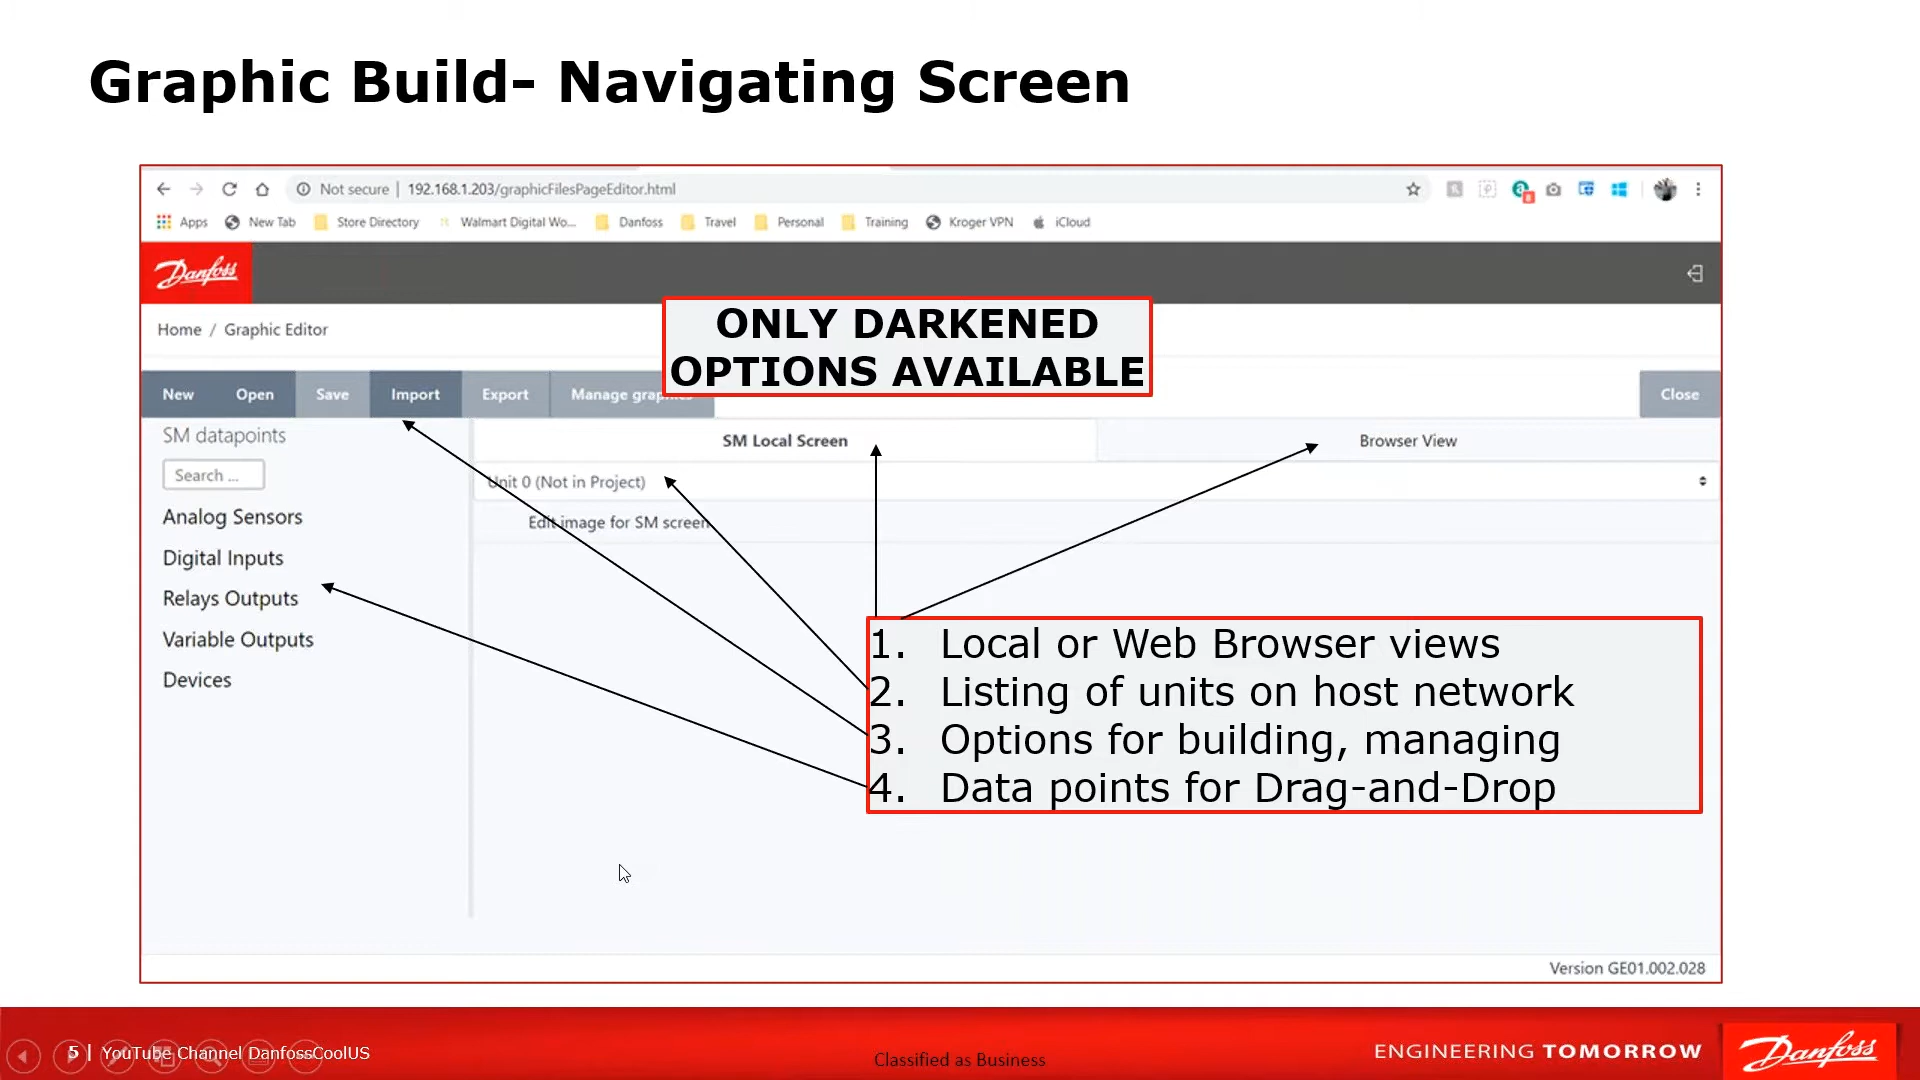 Graphic Build- Navigating Screen
Not secure | 192.168.1.203/graphicFilesPageEditor.html
Apps New Tab Store Directory Walmart Digital Wo... Danfoss Travel Personal Training Kroger VPN iCloud
Danfoss
Home / Graphic Editor
ONLY DARKENED
OPTIONS AVAILABLE
New Open Save Import Export Manage Close
SM datapoints
SM Local Screen Browser View
Search ...
Unit 0 (Not in Project)
Edit image for SM screen
Analog Sensors
Digital Inputs
Relays Outputs
Variable Outputs
Devices
1. Local or Web Browser views
2. Listing of units on host network
3. Options for building, managing
4. Data points for Drag-and-Drop
Version GE01.002.028
5 | YouTube Channel DanfossCoolUS
Classified as Business
ENGINEERING TOMORROW
Danfoss